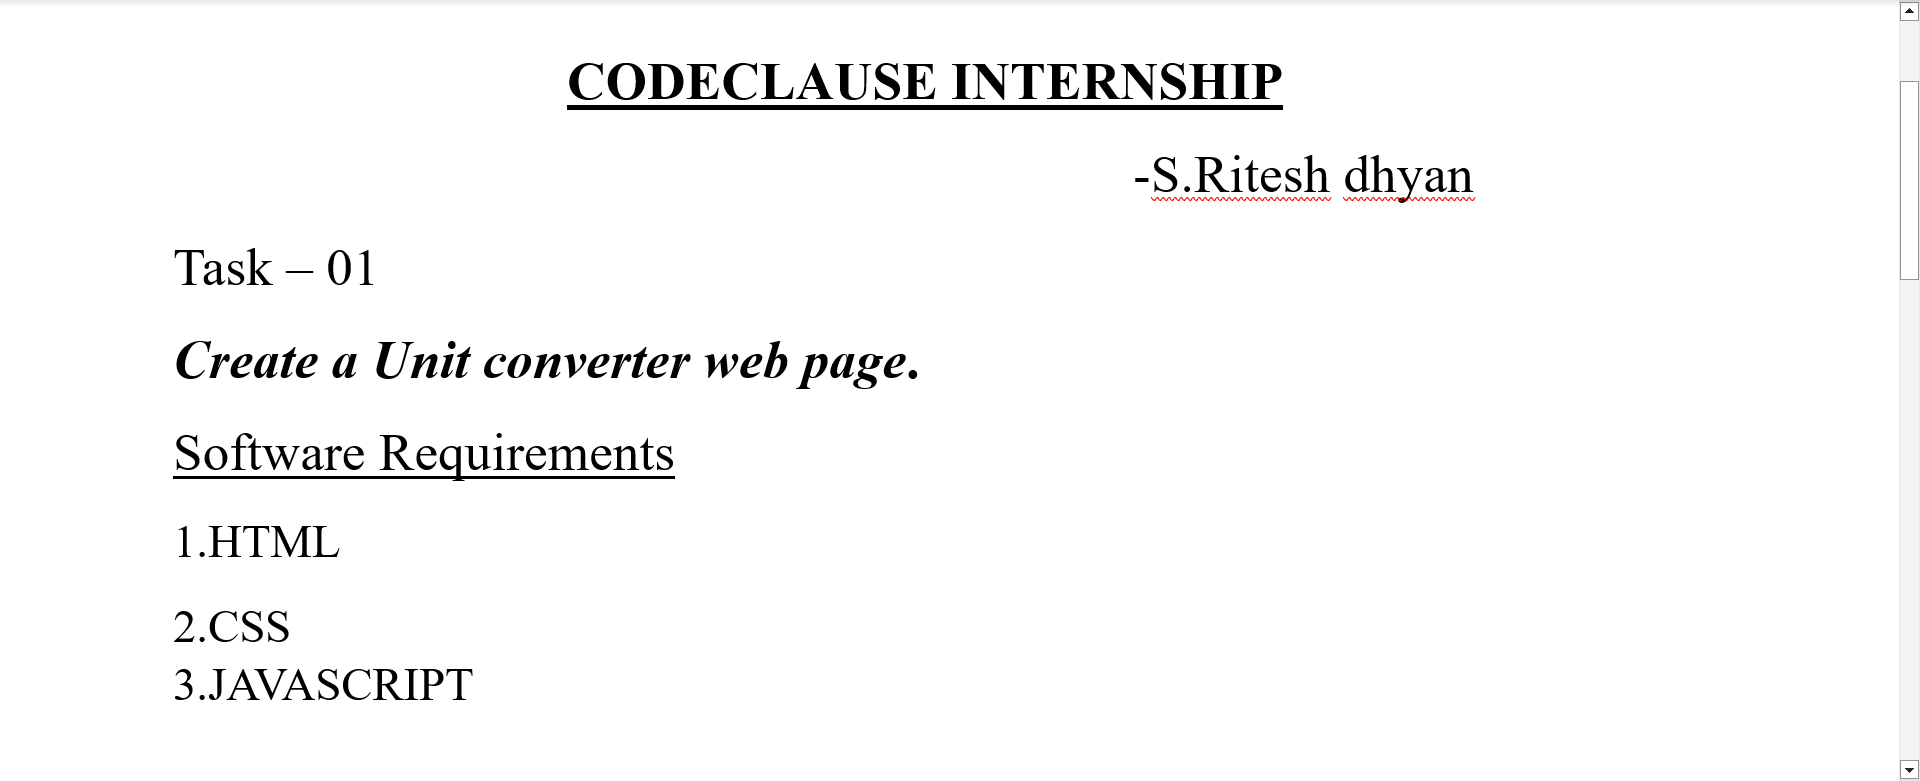 CODECLAUSE INTERNSHIP
-S.Ritesh dhyan
Task – 01
Create a Unit converter web page.
Software Requirements
1.HTML
2.CSS
3.JAVASCRIPT